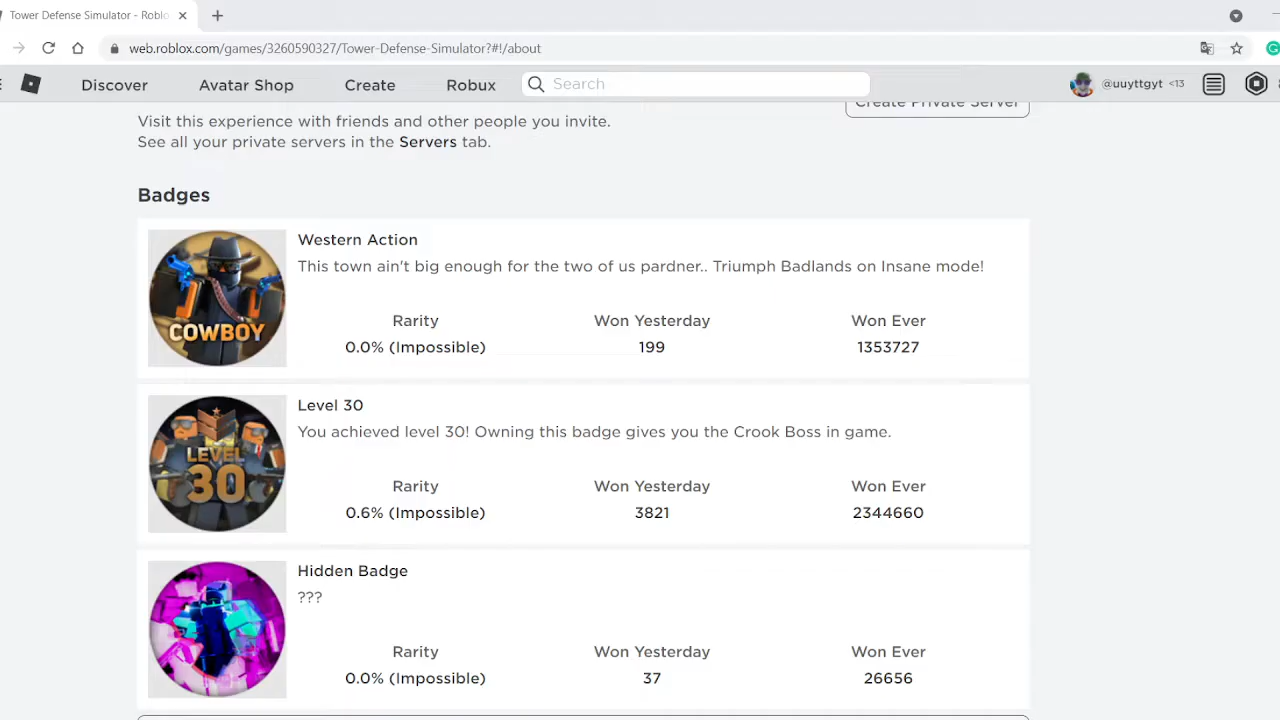 Tower Defense Simulator - Roblo
web.roblox.com/games/3260590327/Tower-Defense-Simulator?#!/about
Discover Avatar Shop Create Robux Search @uuyttgyt <13
Create Private Server
Visit this experience with friends and other people you invite.
See all your private servers in the Servers tab.
Badges
Western Action
This town ain't big enough for the two of us pardner.. Triumph Badlands on Insane mode!
COWBOY
Rarity Won Yesterday Won Ever
0.0% (Impossible) 199 1353727
Level 30
You achieved level 30! Owning this badge gives you the Crook Boss in game.
LEVEL
30
Rarity Won Yesterday Won Ever
0.6% (Impossible) 3821 2344660
Hidden Badge
???
Rarity Won Yesterday Won Ever
0.0% (Impossible) 37 26656